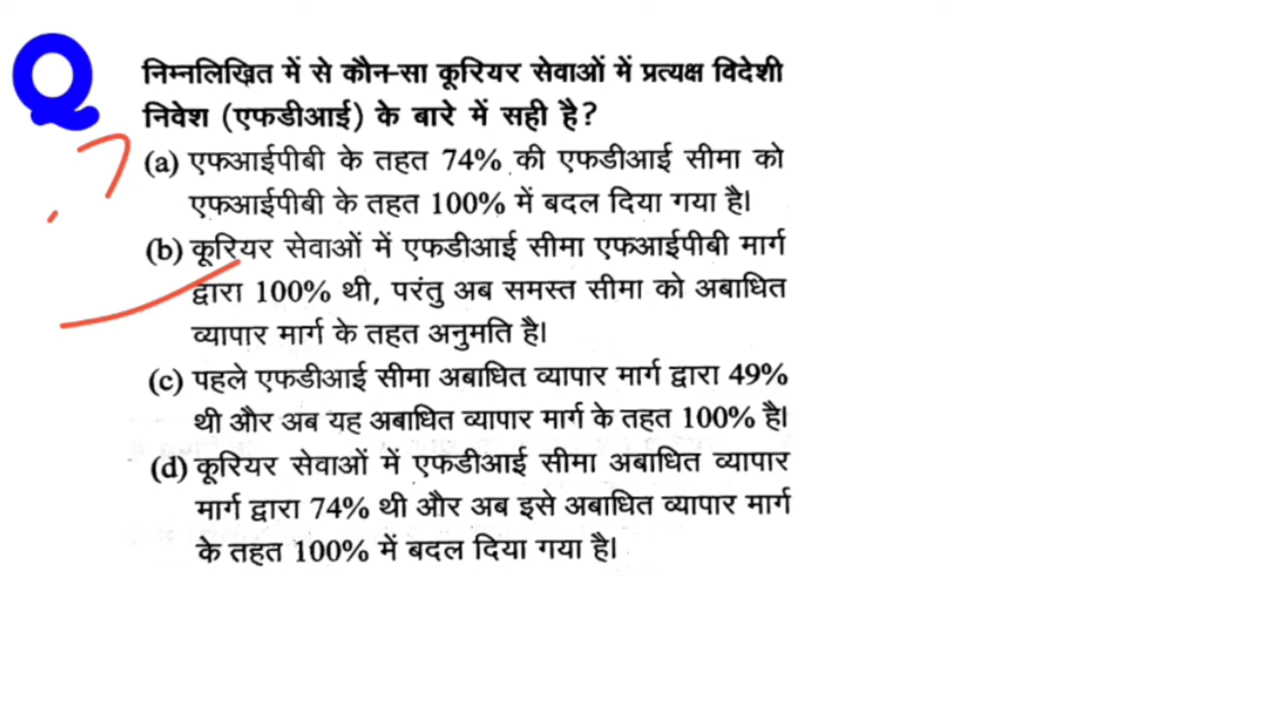 Q
निम्नलिखित में से कौन-सा कूरियर सेवाओं में प्रत्यक्ष विदेशी
निवेश (एफडीआई) के बारे में सही है?
(a) एफआईपीबी के तहत 74% की एफडीआई सीमा को
एफआईपीबी के तहत 100% में बदल दिया गया है।
(b) कूरियर सेवाओं में एफडीआई सीमा एफआईपीबी मार्ग
द्वारा 100% थी, परंतु अब समस्त सीमा को अबाधित
व्यापार मार्ग के तहत अनुमति है।
(c) पहले एफडीआई सीमा अबाधित व्यापार मार्ग द्वारा 49%
थी और अब यह अबाधित व्यापार मार्ग के तहत 100% है।
(d) कूरियर सेवाओं में एफडीआई सीमा अबाधित व्यापार
मार्ग द्वारा 74% थी और अब इसे अबाधित व्यापार मार्ग
के तहत 100% में बदल दिया गया है।